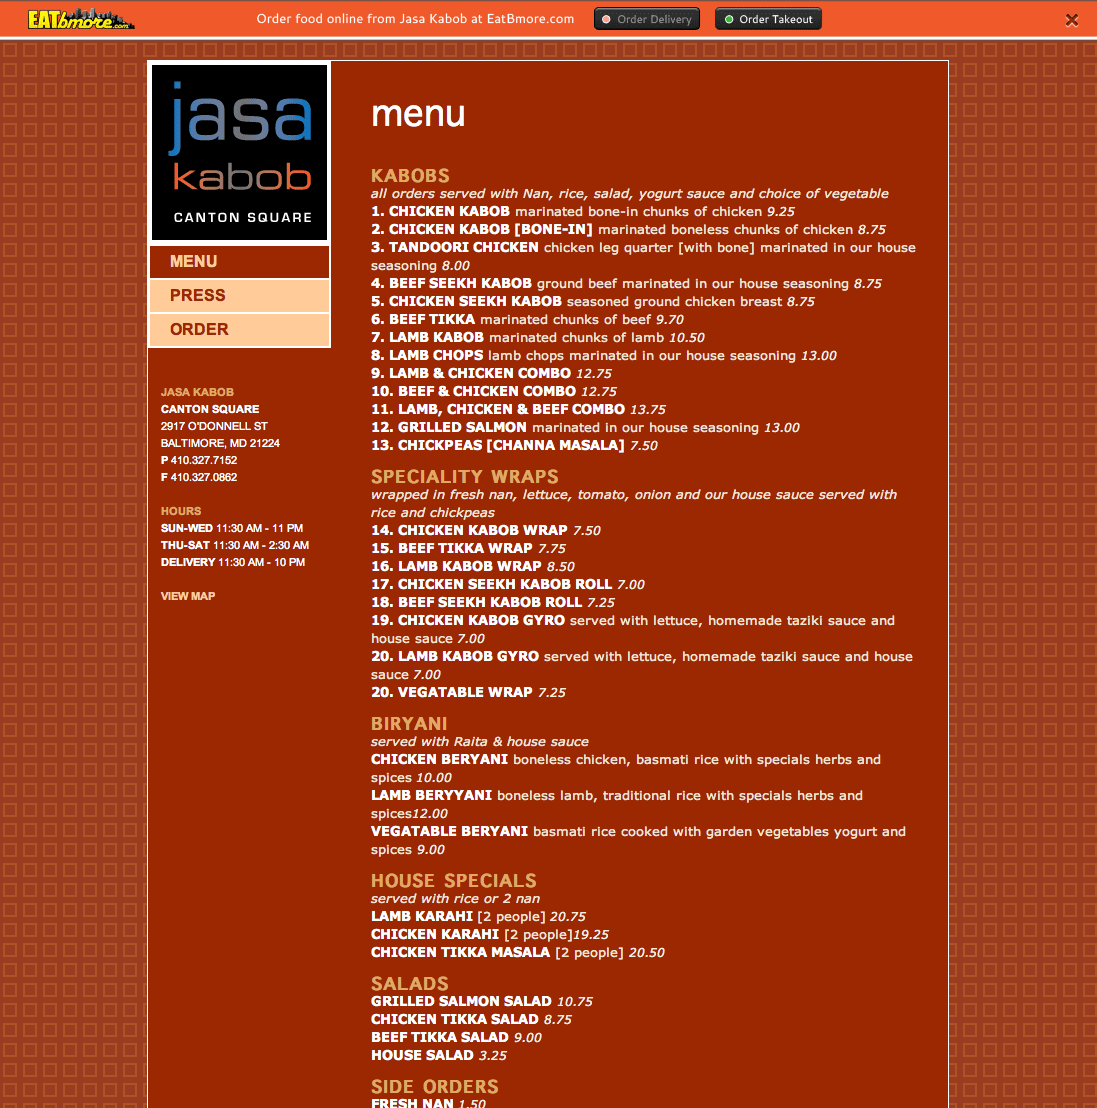 EATbmore.com
Order food online from Jasa Kabob at EatBmore.com
Order Delivery
Order Takeout
jasa
kabob
CANTON SQUARE
MENU
PRESS
ORDER
JASA KABOB
CANTON SQUARE
2917 O'DONNELL ST
BALTIMORE, MD 21224
P 410.327.7152
F 410.327.0862
HOURS
SUN-WED 11:30 AM - 11 PM
THU-SAT 11:30 AM - 2:30 AM
DELIVERY 11:30 AM - 10 PM
VIEW MAP
menu
KABOBS
all orders served with Nan, rice, salad, yogurt sauce and choice of vegetable
1. CHICKEN KABOB marinated bone-in chunks of chicken 9.25
2. CHICKEN KABOB [BONE-IN] marinated boneless chunks of chicken 8.75
3. TANDOORI CHICKEN chicken leg quarter [with bone] marinated in our house
seasoning 8.00
4. BEEF SEEKH KABOB ground beef marinated in our house seasoning 8.75
5. CHICKEN SEEKH KABOB seasoned ground chicken breast 8.75
6. BEEF TIKKA marinated chunks of beef 9.70
7. LAMB KABOB marinated chunks of lamb 10.50
8. LAMB CHOPS lamb chops marinated in our house seasoning 13.00
9. LAMB & CHICKEN COMBO 12.75
10. BEEF & CHICKEN COMBO 12.75
11. LAMB, CHICKEN & BEEF COMBO 13.75
12. GRILLED SALMON marinated in our house seasoning 13.00
13. CHICKPEAS [CHANNA MASALA] 7.50
SPECIALITY WRAPS
wrapped in fresh nan, lettuce, tomato, onion and our house sauce served with
rice and chickpeas
14. CHICKEN KABOB WRAP 7.50
15. BEEF TIKKA WRAP 7.75
16. LAMB KABOB WRAP 8.50
17. CHICKEN SEEKH KABOB ROLL 7.00
18. BEEF SEEKH KABOB ROLL 7.25
19. CHICKEN KABOB GYRO served with lettuce, homemade taziki sauce and
house sauce 7.00
20. LAMB KABOB GYRO served with lettuce, homemade taziki sauce and house
sauce 7.00
20. VEGATABLE WRAP 7.25
BIRYANI
served with Raita & house sauce
CHICKEN BERYANI boneless chicken, basmati rice with specials herbs and
spices 10.00
LAMB BERYYANI boneless lamb, traditional rice with specials herbs and
spices12.00
VEGATABLE BERYANI basmati rice cooked with garden vegetables yogurt and
spices 9.00
HOUSE SPECIALS
served with rice or 2 nan
LAMB KARAHI [2 people] 20.75
CHICKEN KARAHI [2 people]19.25
CHICKEN TIKKA MASALA [2 people] 20.50
SALADS
GRILLED SALMON SALAD 10.75
CHICKEN TIKKA SALAD 8.75
BEEF TIKKA SALAD 9.00
HOUSE SALAD 3.25
SIDE ORDERS
FRESH NAN 1.50